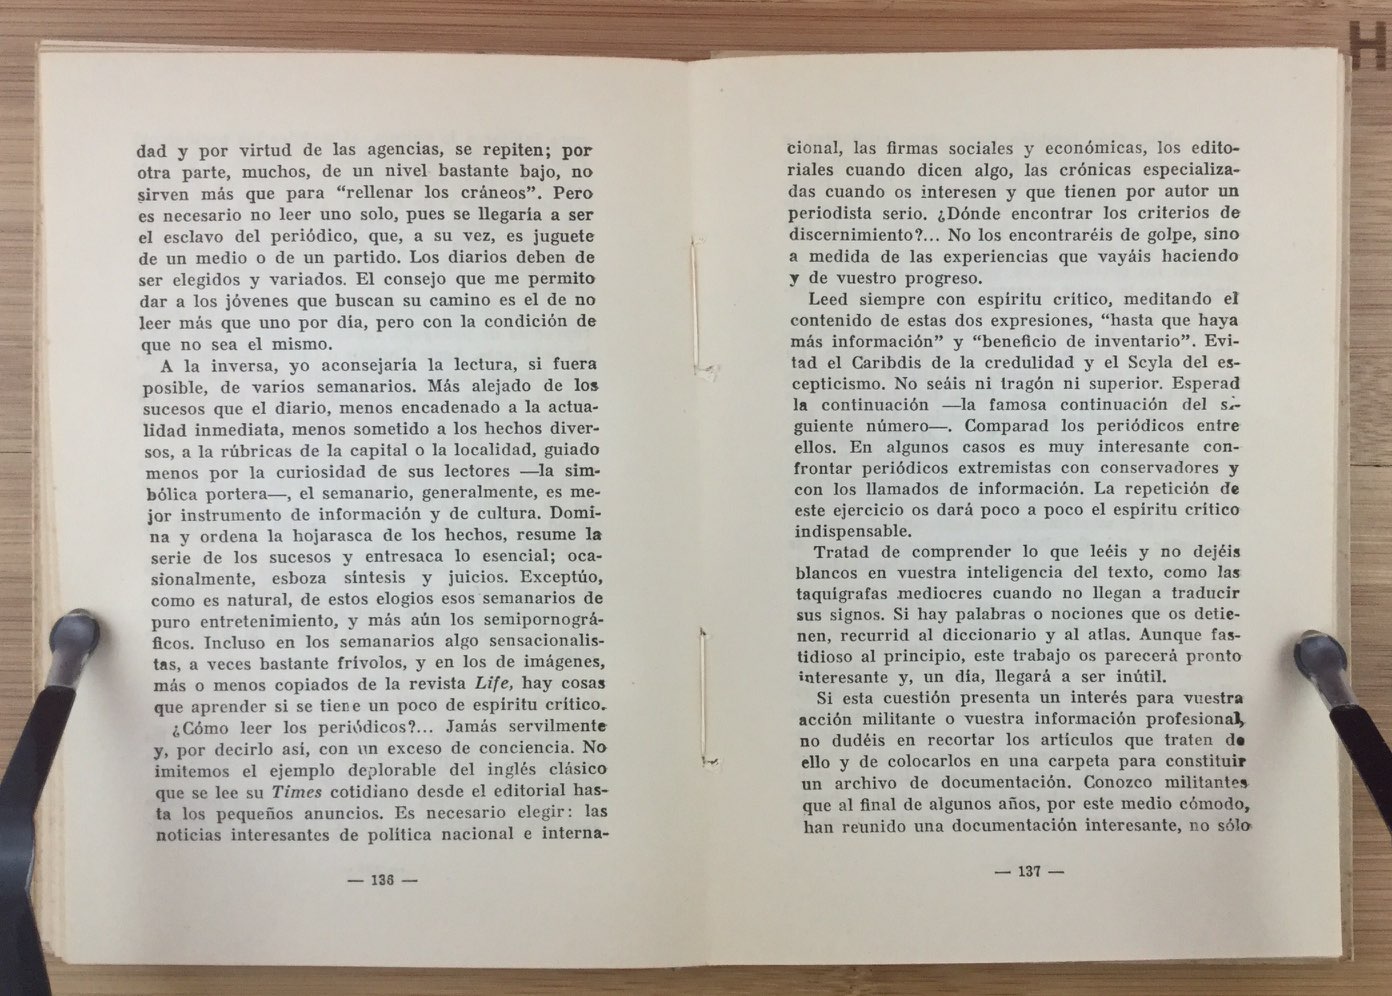 dad y por virtud de las agencias, se repiten; por
otra parte, muchos, de un nivel bastante bajo, no
sirven más que para “rellenar los cráneos”. Pero
es necesario no leer uno solo, pues se llegaría a ser
el esclavo del periódico, que, a su vez, es juguete
de un medio o de un partido. Los diarios deben de
ser elegidos y variados. El consejo que me permito
dar a los jóvenes que buscan su camino es el de no
leer más que uno por día, pero con la condición de
que no sea el mismo.
A la inversa, yo aconsejaría la lectura, si fuera
posible, de varios semanarios. Más alejado de los
sucesos que el diario, menos encadenado a la actua-
lidad inmediata, menos sometido a los hechos diver-
sos, a la rúbricas de la capital o la localidad, guiado
menos por la curiosidad de sus lectores —la sim-
bólica portera—, el semanario, generalmente, es me-
jor instrumento de información y de cultura. Domi-
na y ordena la hojarasca de los hechos, resume la
serie de los sucesos y entresaca lo esencial; oca-
sionalmente, esboza síntesis y juicios. Exceptúo,
como es natural, de estos elogios esos semanarios de
puro entretenimiento, y más aún los semipornográ-
ficos. Incluso en los semanarios algo sensacionalis-
tas, a veces bastante frívolos, y en los de imágenes,
más o menos copiados de la revista Life, hay cosas
que aprender si se tiene un poco de espíritu crítico.
¿Cómo leer los periódicos?... Jamás servilmente
y, por decirlo así, con un exceso de conciencia. No
imitemos el ejemplo deplorable del inglés clásico
que se lee su Times cotidiano desde el editorial has-
ta los pequeños anuncios. Es necesario elegir: las
noticias interesantes de política nacional e interna-
— 136 —
cional, las firmas sociales y económicas, los edito-
riales cuando dicen algo, las crónicas especializa-
das cuando os interesen y que tienen por autor un
periodista serio. ¿Dónde encontrar los criterios de
discernimiento?... No los encontraréis de golpe, sino
a medida de las experiencias que vayáis haciendo
y de vuestro progreso.
Leed siempre con espíritu crítico, meditando el
contenido de estas dos expresiones, “hasta que haya
más información” y “beneficio de inventario”. Evi-
tad el Caribdis de la credulidad y el Scyla del es-
cepticismo. No seáis ni tragón ni superior. Esperad
la continuación —la famosa continuación del si-
guiente número—. Comparad los periódicos entre
ellos. En algunos casos es muy interesante con-
frontar periódicos extremistas con conservadores y
con los llamados de información. La repetición de
este ejercicio os dará poco a poco el espíritu crítico
indispensable.
Tratad de comprender lo que leéis y no dejéis
blancos en vuestra inteligencia del texto, como las
taquígrafas mediocres cuando no llegan a traducir
sus signos. Si hay palabras o nociones que os detie-
nen, recurrid al diccionario y al atlas. Aunque fas-
tidioso al principio, este trabajo os parecerá pronto
interesante y, un día, llegará a ser inútil.
Si esta cuestión presenta un interés para vuestra
acción militante o vuestra información profesional,
no dudéis en recortar los artículos que traten de
ello y de colocarlos en una carpeta para constituir
un archivo de documentación. Conozco militantes
que al final de algunos años, por este medio cómodo,
han reunido una documentación interesante, no sólo
— 137 —
H